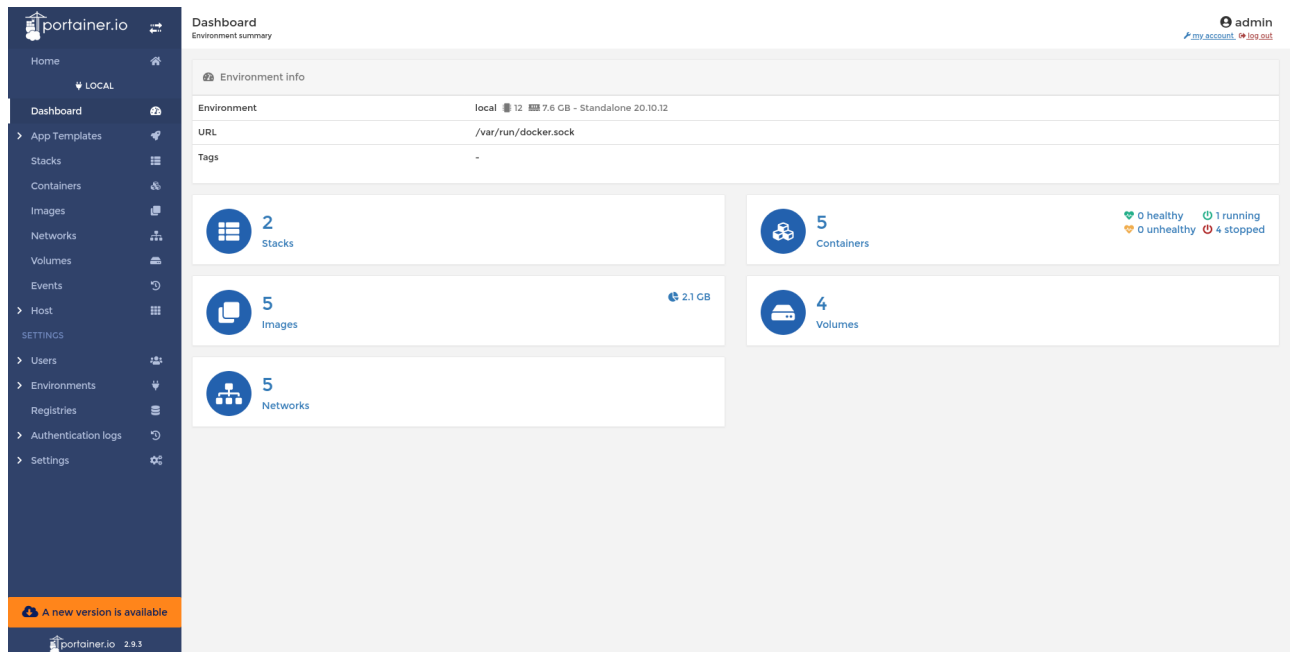 portainer.io
Home
LOCAL
Dashboard
App Templates
Stacks
Containers
Images
Networks
Volumes
Events
Host
SETTINGS
Users
Environments
Registries
Authentication logs
Settings
A new version is available
portainer.io 2.9.3
Dashboard
Environment summary
admin
my account log out
Environment info
Environment local 12 7.6 GB - Standalone 20.10.12
URL /var/run/docker.sock
Tags -
2
Stacks
5
Containers
0 healthy 1 running
0 unhealthy 4 stopped
5
Images
2.1 GB
4
Volumes
5
Networks